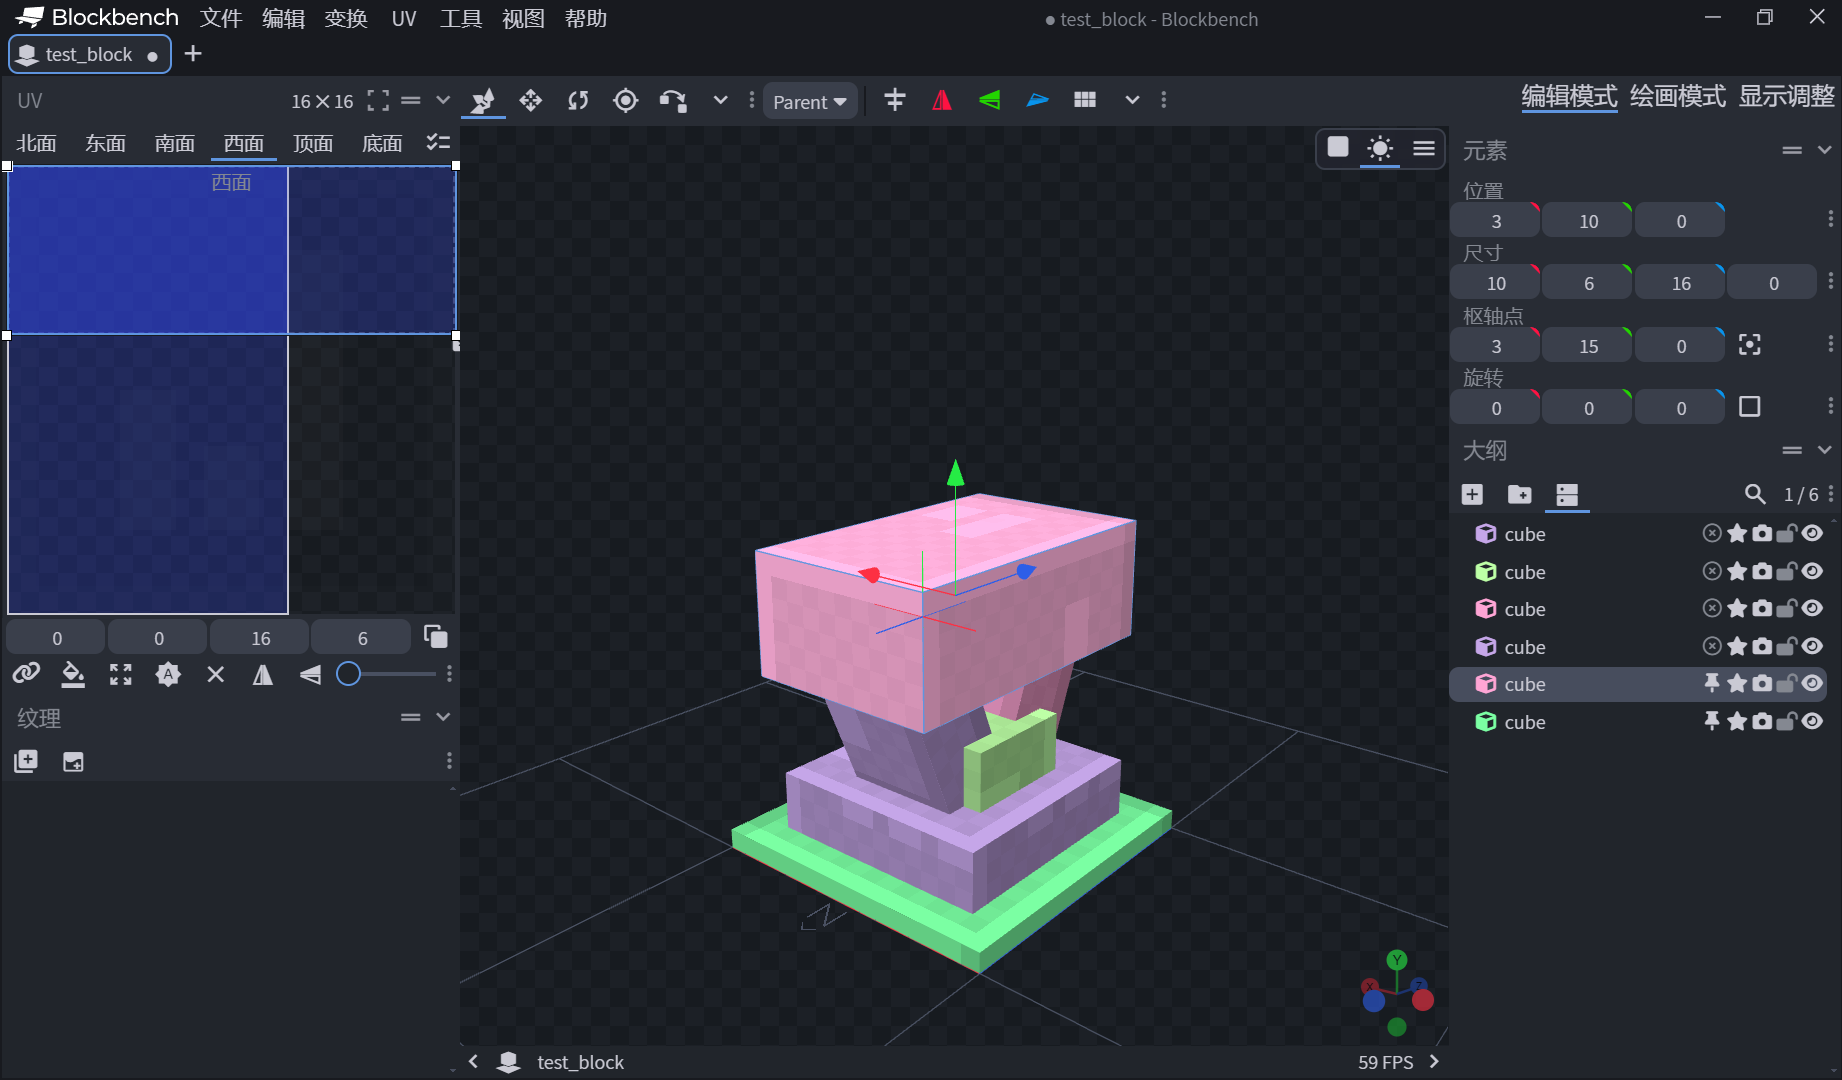 Blockbench 文件 编辑 变换 UV 工具 视图 帮助
test_block - Blockbench
test_block
UV
16×16
Parent
编辑模式 绘画模式 显示调整
北面 东面 南面 西面 顶面 底面
西面
元素
位置
3 10 0
尺寸
10 6 16 0
枢轴点
3 15 0
旋转
0 0 0
大纲
1 / 6
cube
cube
cube
cube
cube
cube
0 0 16 6
A
纹理
N
Y
X
Z
test_block
59 FPS